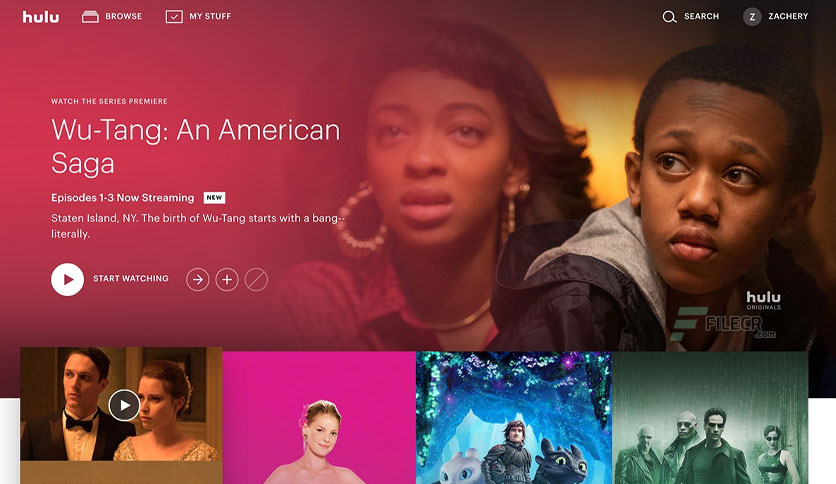 hulu BROWSE MY STUFF SEARCH Z ZACHERY
WATCH THE SERIES PREMIERE
Wu-Tang: An American
Saga
Episodes 1-3 Now Streaming NEW
Staten Island, NY. The birth of Wu-Tang starts with a bang--
literally.
START WATCHING
hulu
ORIGINALS
FILECR
.com